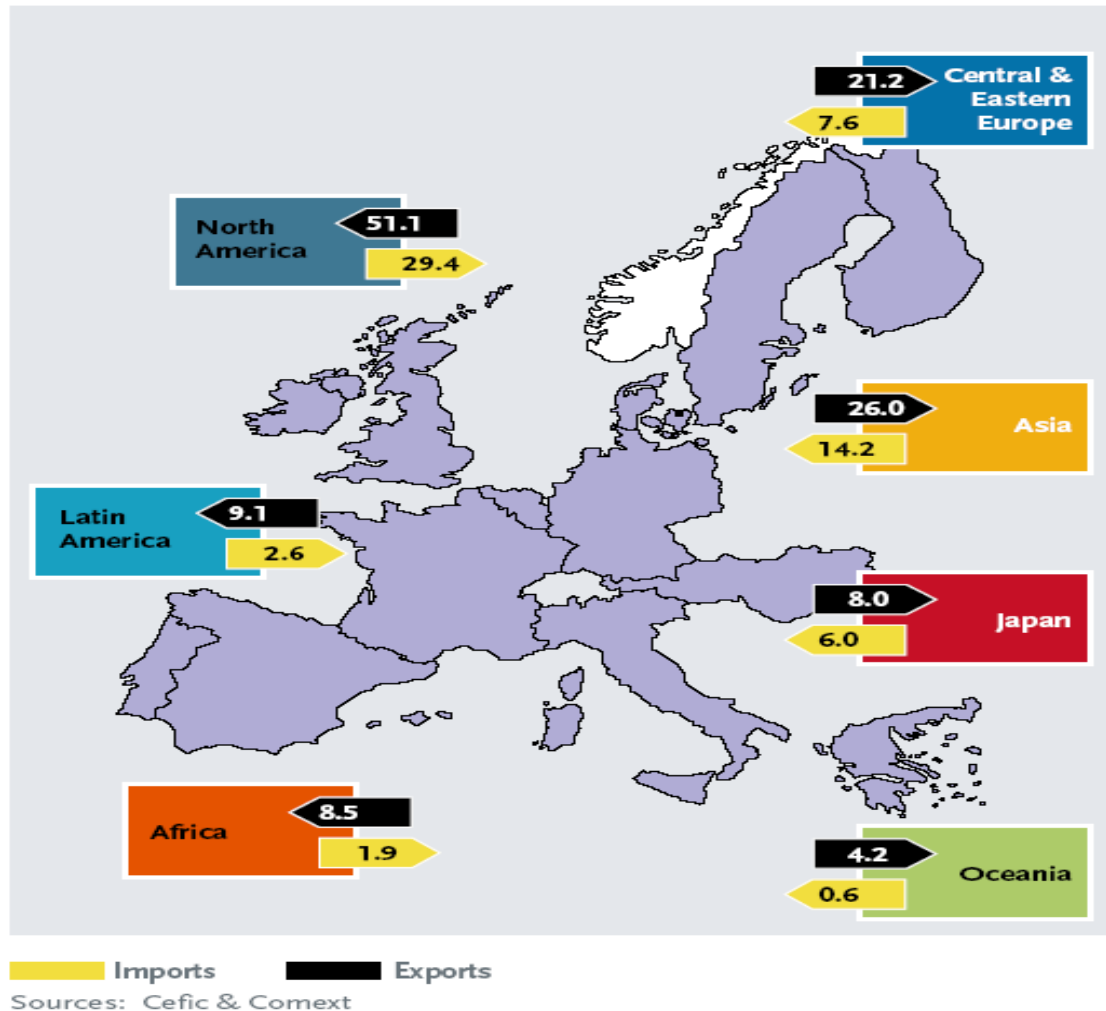 21.2
Central &
Eastern
Europe
7.6
North
America
51.1
29.4
26.0
Asia
14.2
Latin
America
9.1
2.6
8.0
Japan
6.0
Africa
8.5
1.9
4.2
Oceania
0.6
Imports
Exports
Sources: Cefic & Comext